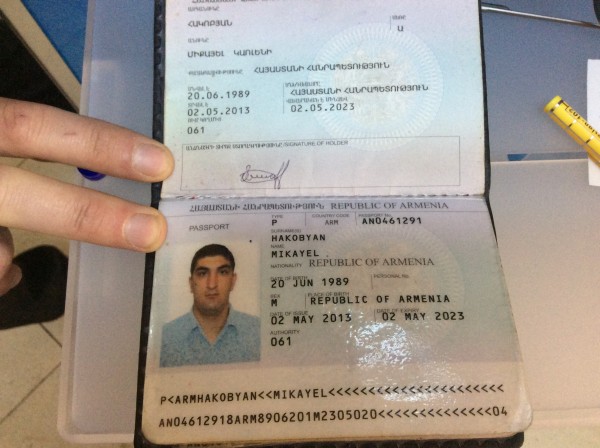 ՀԱԿՈԲՅԱՆ
ՍԵՌԸ
Ա
ՄԻՔԱՅԵԼ ԿԱՌԼԵՆԻ
ՀԱՅԱՍՏԱՆԻ ՀԱՆՐԱՊԵՏՈՒԹՅՈՒՆ
20.06.1989 ՀԱՅԱՍՏԱՆԻ ՀԱՆՐԱՊԵՏՈՒԹՅՈՒՆ
02.05.2013 02.05.2023
061
SIGNATURE OF HOLDER
ՀԱՅԱՍՏԱՆԻ ՀԱՆՐԱՊԵՏՈՒԹՅՈՒՆ REPUBLIC OF ARMENIA
PASSPORT TYPE COUNTRY CODE PASSPORT No
P ARM AN0461291
SURNAME
HAKOBYAN
NAME
MIKAYEL
NATIONALITY REPUBLIC OF ARMENIA
DATE OF BIRTH PERSONAL No
20 JUN 1989
SEX PLACE OF BIRTH
M REPUBLIC OF ARMENIA
DATE OF ISSUE DATE OF EXPIRY
02 MAY 2013 02 MAY 2023
AUTHORITY
061
P<ARMHAKOBYAN<<MIKAYEL<<<<<<<<<<<<<<<<<<<<<<
AN04612918ARM8906201M2305020<<<<<<<<<<<<<<04